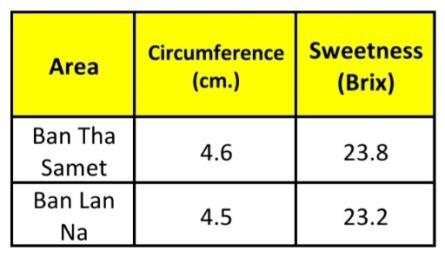 Area
Circumference
(cm.)
Sweetness
(Brix)
Ban Tha
Samet
4.6
23.8
Ban Lan
Na
4.5
23.2